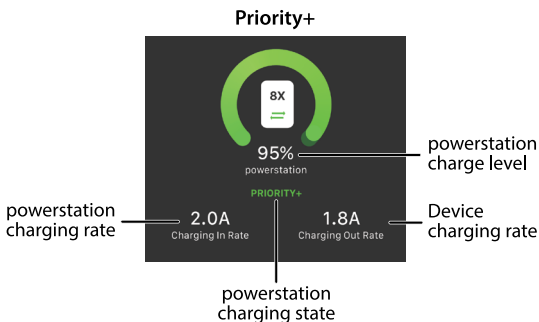 Priority+
8X
95%
powerstation
powerstation
charge level
PRIORITY+
powerstation
charging rate
2.0A
Charging In Rate
1.8A
Charging Out Rate
Device
charging rate
powerstation
charging state